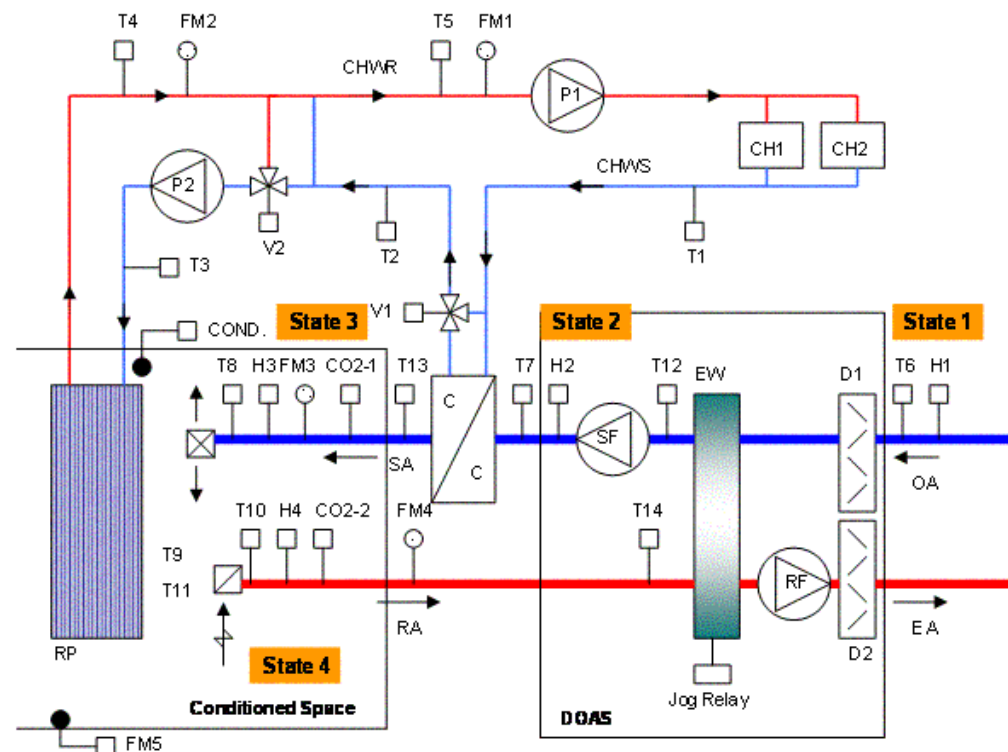 T4 FM2 T5 FM1
CHWR
P1
CH1 CH2
CHWS
P2
V2 T2 T1
T3
COND.
State 3
V1
State 2
State 1
T8 H3 FM3 CO2-1 T13
T7 H2 T12 EW D1 T6 H1
C
C
SF
SA
OA
T10 H4 CO2-2 FM4
T14
T9
T11
RF
RP
RA
EA
State 4
D2
Jog Relay
Conditioned Space
DOAS
FM5